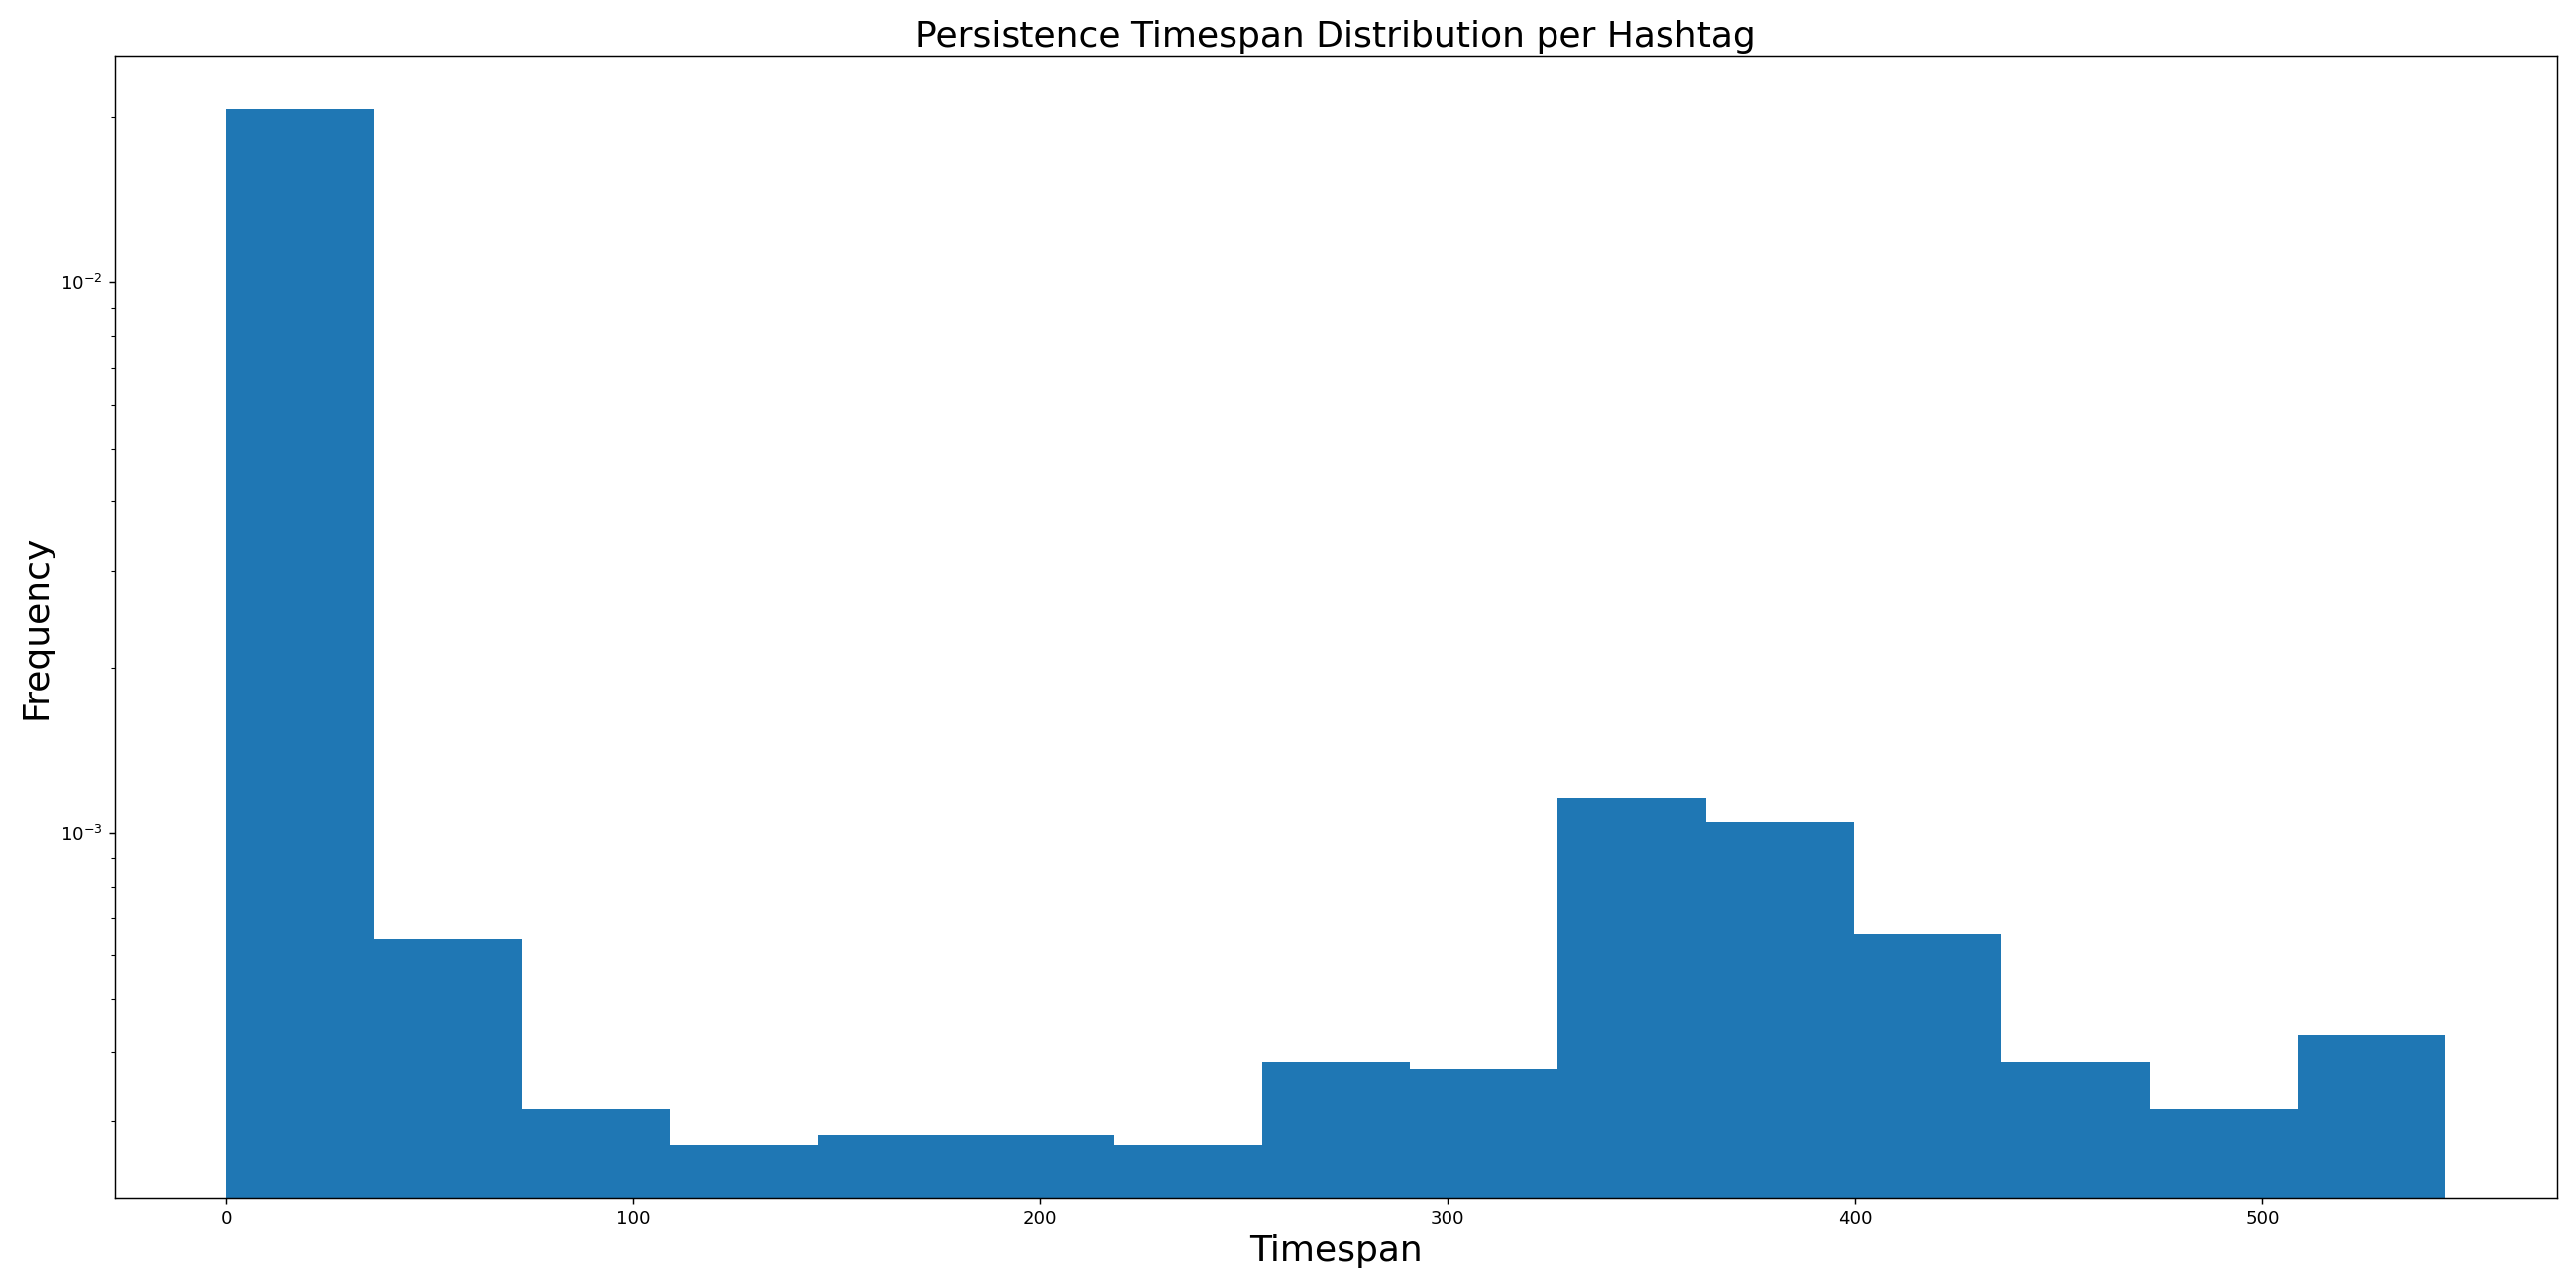 Persistence Timespan Distribution per Hashtag
Frequency
10⁻²
10⁻³
0 100 200 300 400 500
Timespan